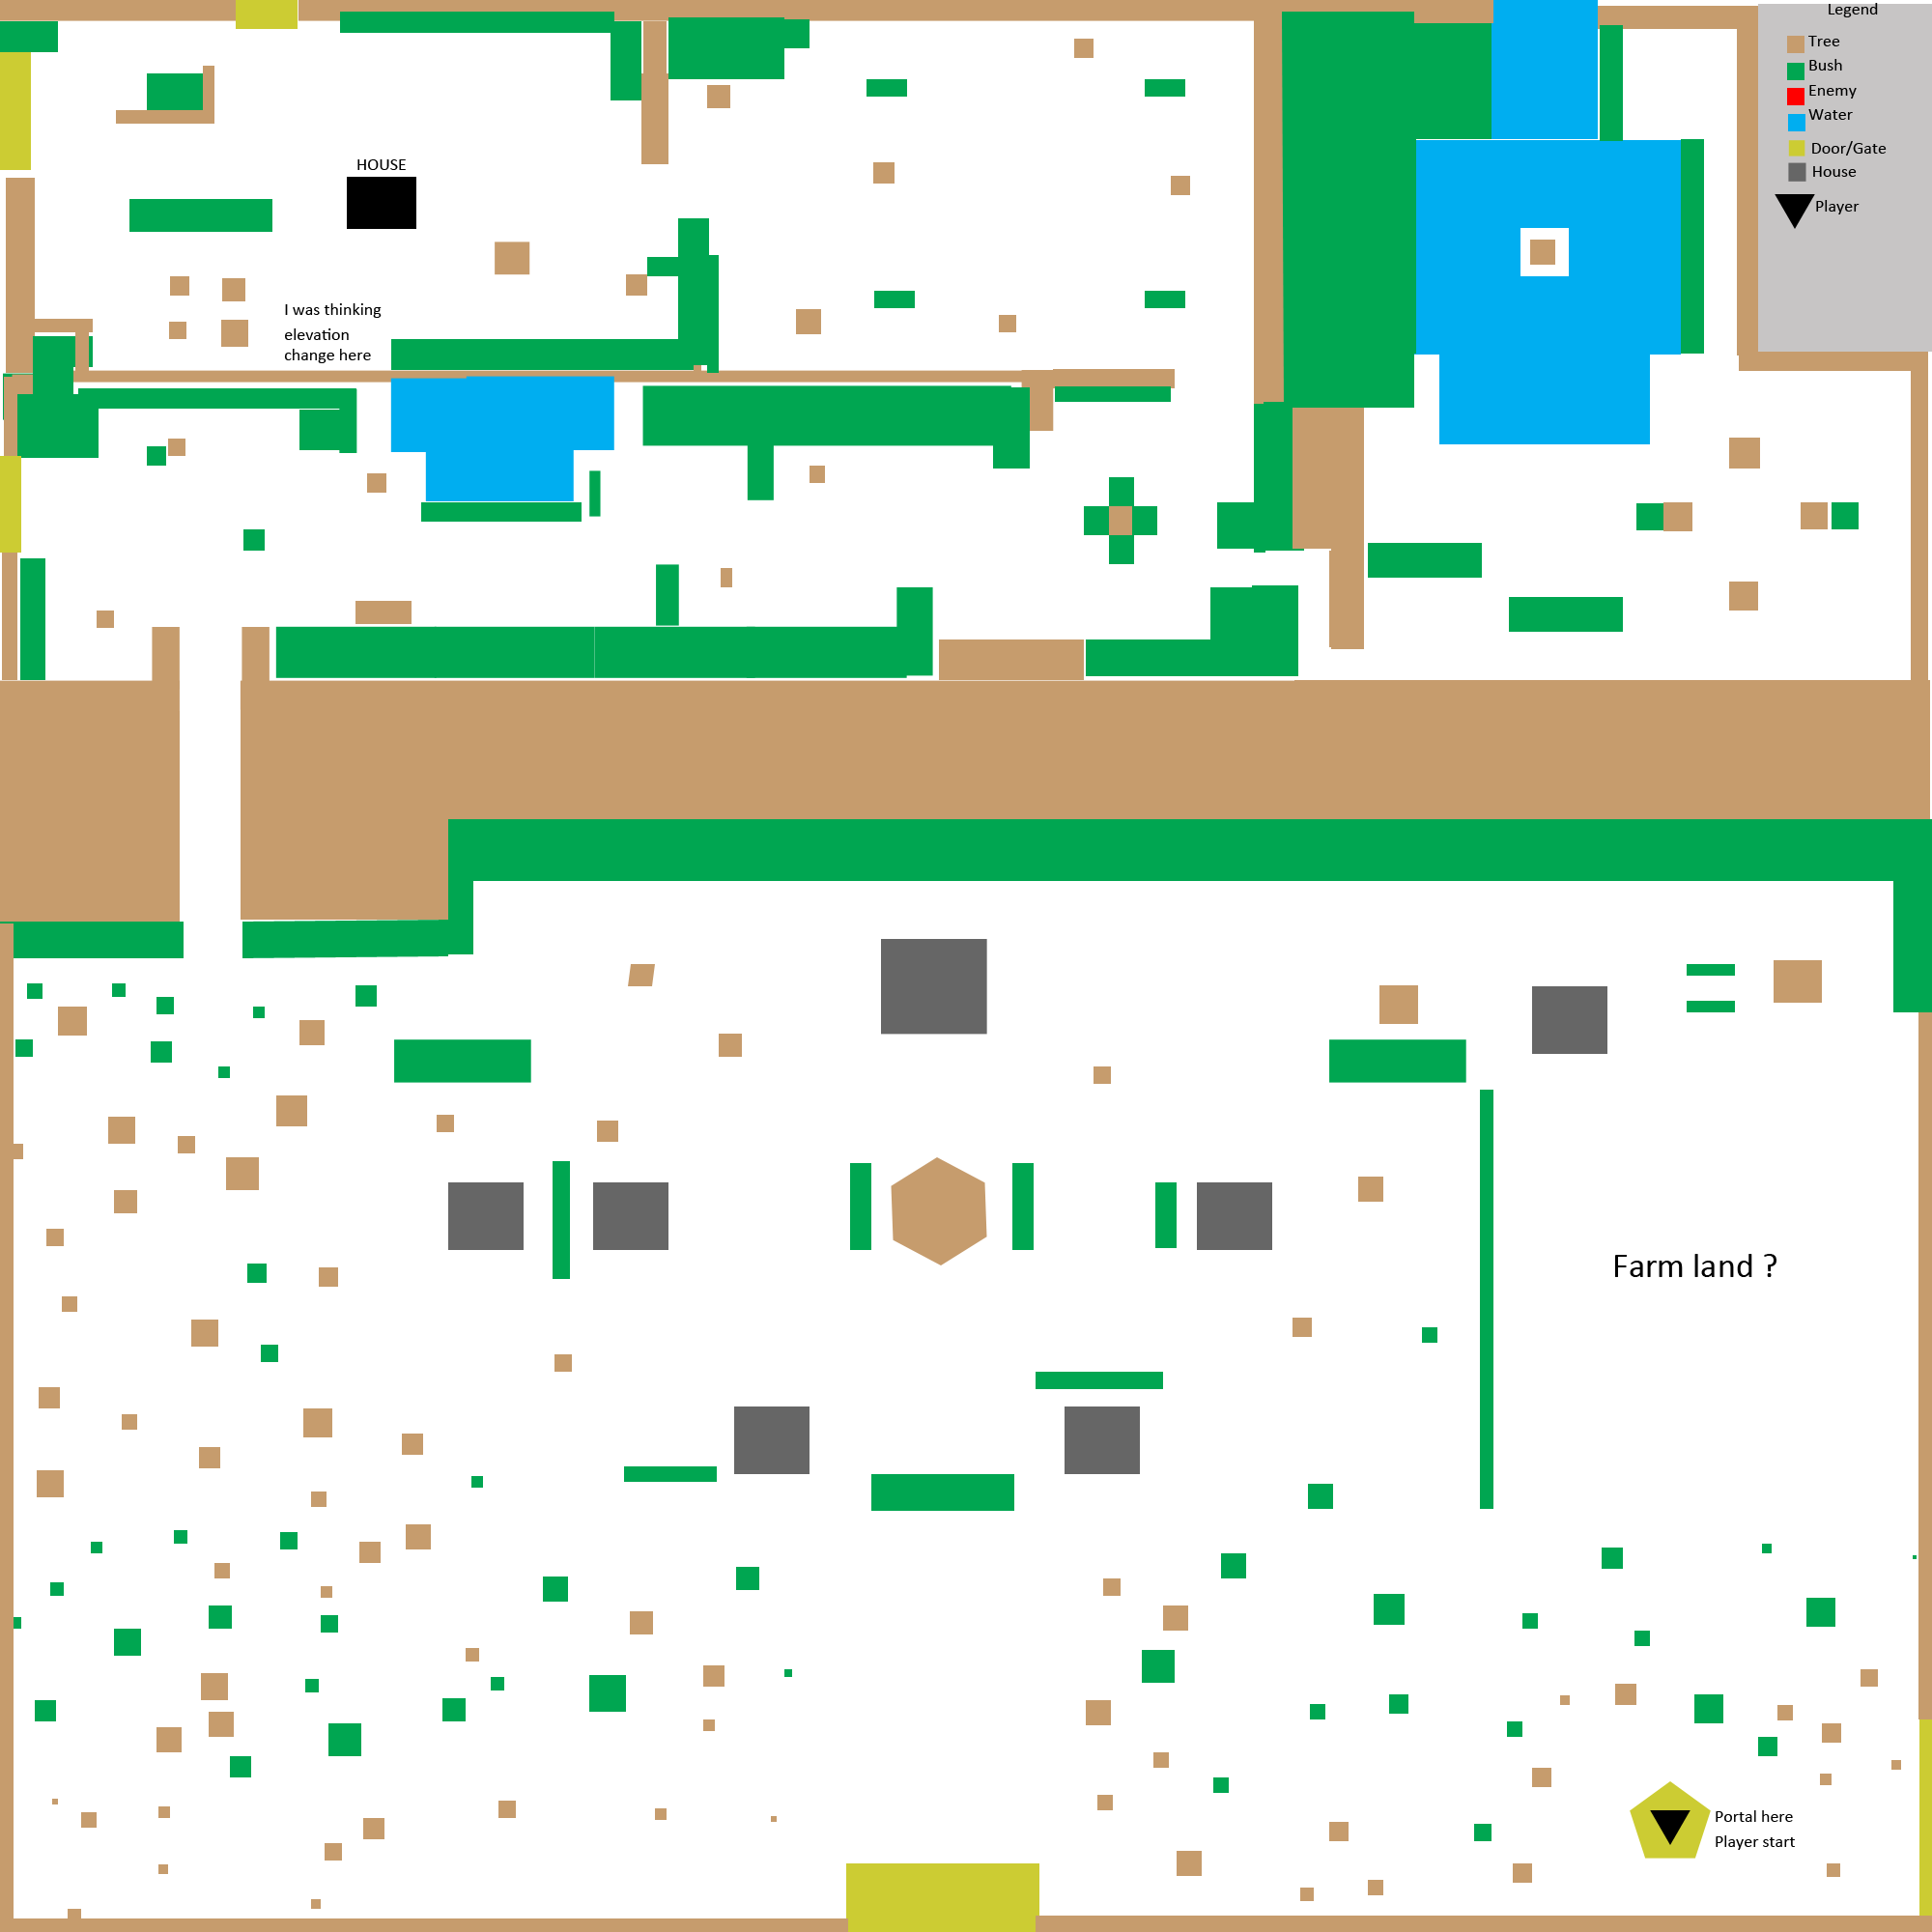 Legend
Tree
Bush
Enemy
Water
Door/Gate
House
Player
HOUSE
I was thinking
elevation
change here
Farm land ?
Portal here
Player start